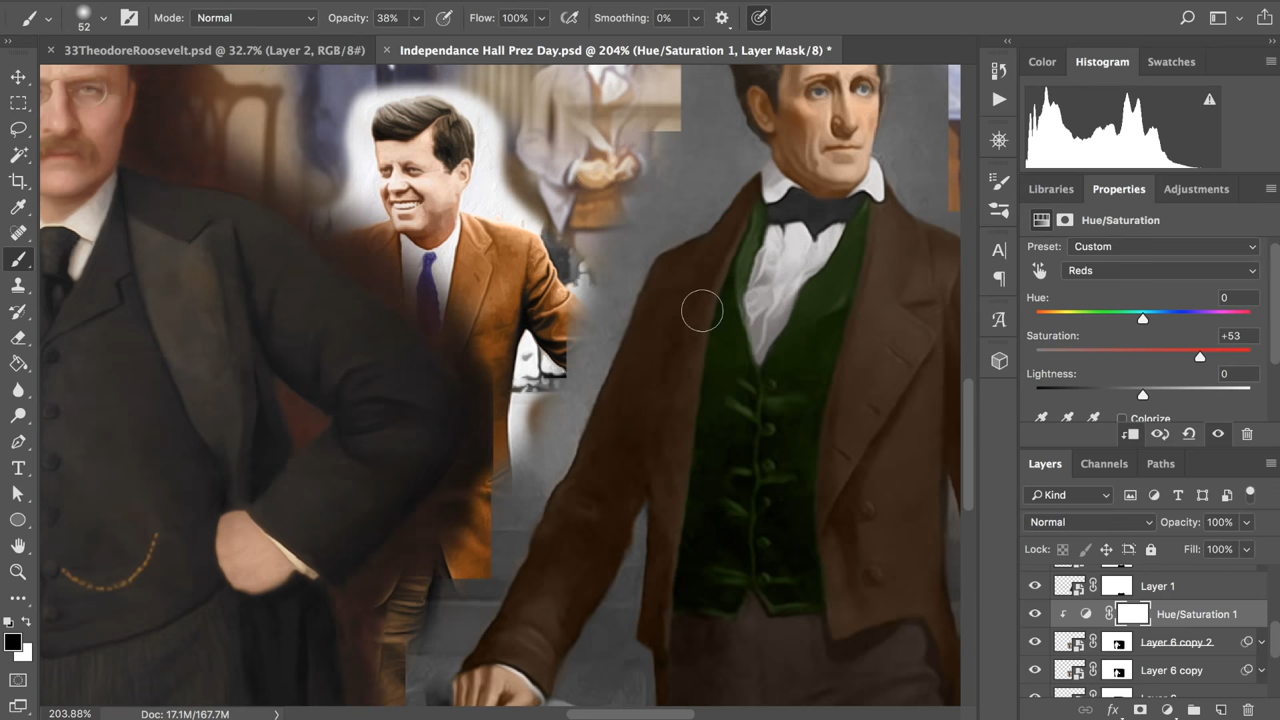 52 Mode: Normal Opacity: 38% Flow: 100% Smoothing: 0%
33TheodoreRoosevelt.psd @ 32.7% (Layer 2, RGB/8#) Independance Hall Prez Day.psd @ 204% (Hue/Saturation 1, Layer Mask/8) *
Color Histogram Swatches
Libraries Properties Adjustments
Hue/Saturation
Preset: Custom
Reds
Hue: 0
Saturation: +53
Lightness: 0
Colorize
Layers Channels Paths
Kind
Normal Opacity: 100%
Lock: Fill: 100%
Layer 1
Hue/Saturation 1
Layer 6 copy 2
Layer 6 copy
203.88% Doc: 17.1M/167.7M